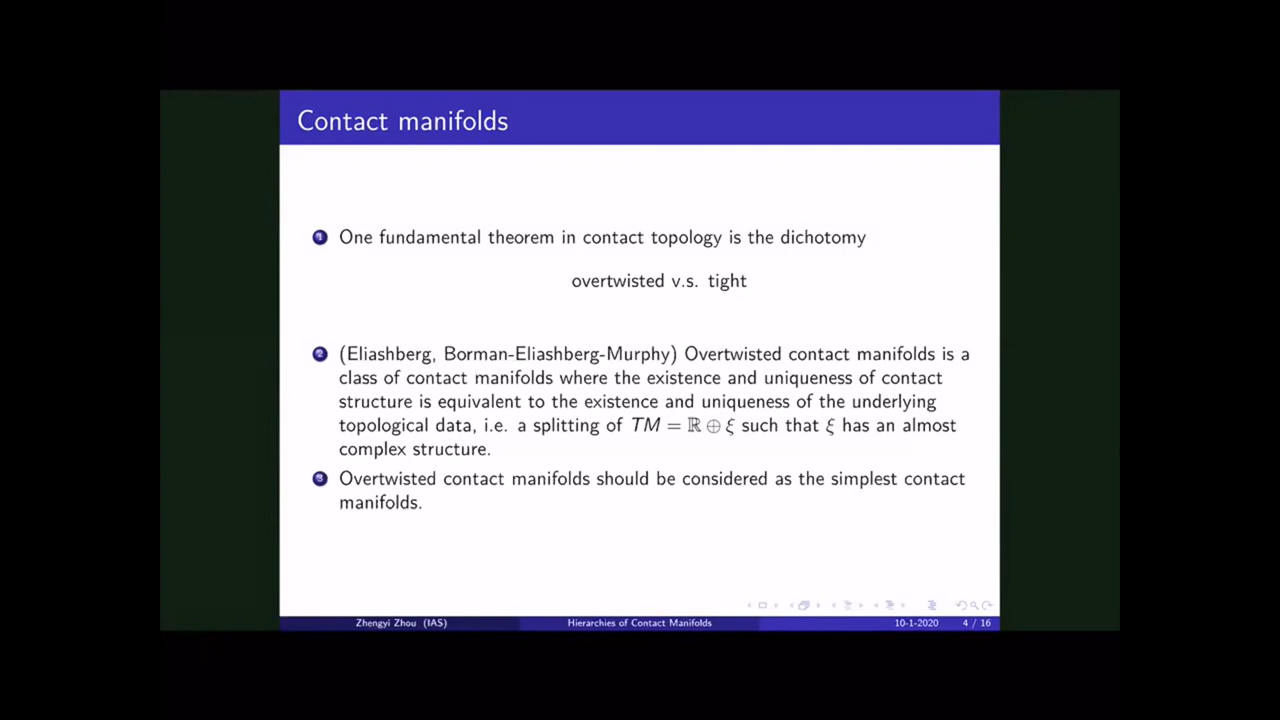 Contact manifolds
1 One fundamental theorem in contact topology is the dichotomy
overtwisted v.s. tight
2 (Eliashberg, Borman-Eliashberg-Murphy) Overtwisted contact manifolds is a
class of contact manifolds where the existence and uniqueness of contact
structure is equivalent to the existence and uniqueness of the underlying
topological data, i.e. a splitting of TM = ℝ ⊕ ξ such that ξ has an almost
complex structure.
3 Overtwisted contact manifolds should be considered as the simplest contact
manifolds.
Zhengyi Zhou (IAS) Hierarchies of Contact Manifolds 10-1-2020 4 / 16